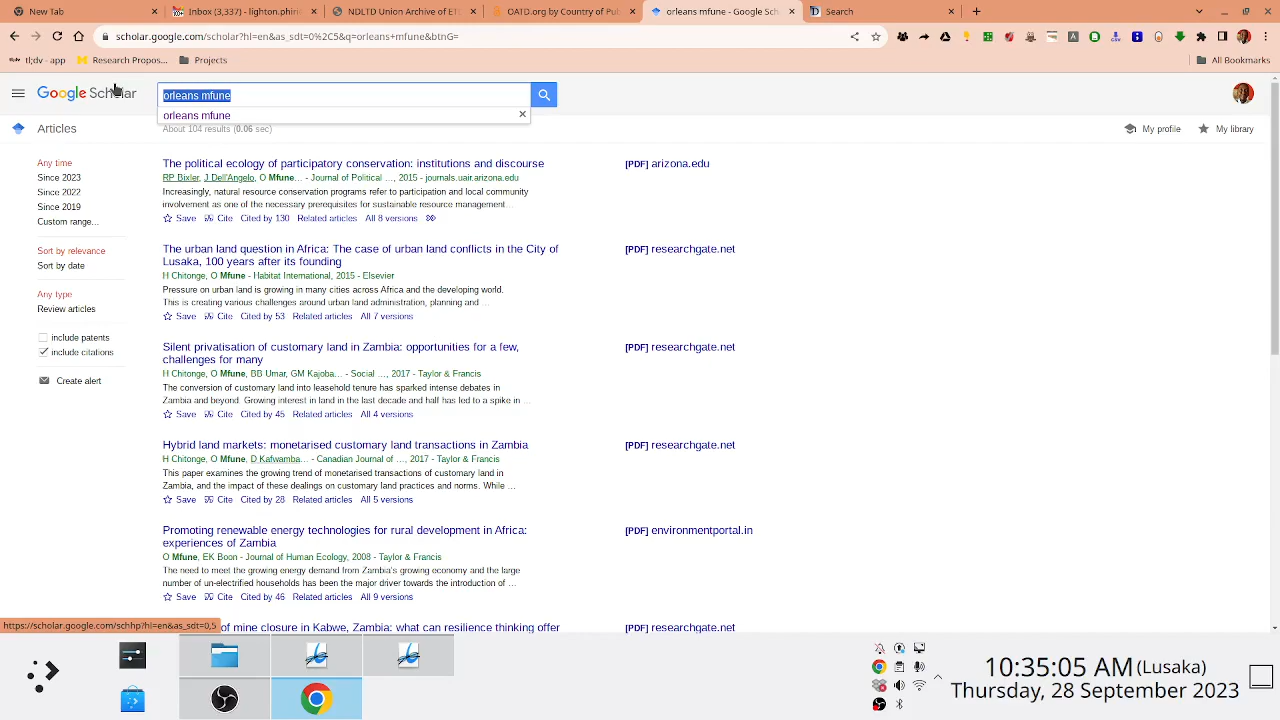 New Tab
Inbox (3,337) - lighton.phiri
NDLTD Union Archive of ETD
OATD.org by Country of Pub
orleans mfune - Google Sch
Search
scholar.google.com/scholar?hl=en&as_sdt=0%2C5&q=orleans+mfune&btnG=
tl;dv - app
Research Propos...
Projects
All Bookmarks
Google Scholar
orleans mfune
orleans mfune
Articles
About 104 results (0.06 sec)
My profile
My library
Any time
Since 2023
Since 2022
Since 2019
Custom range...
Sort by relevance
Sort by date
Any type
Review articles
include patents
include citations
Create alert
The political ecology of participatory conservation: institutions and discourse
[PDF] arizona.edu
RP Bixler, J Dell'Angelo, O Mfune... - Journal of Political ..., 2015 - journals.uair.arizona.edu
Increasingly, natural resource conservation programs refer to participation and local community
involvement as one of the necessary prerequisites for sustainable resource management...
Save Cite Cited by 130 Related articles All 8 versions
The urban land question in Africa: The case of urban land conflicts in the City of
Lusaka, 100 years after its founding
[PDF] researchgate.net
H Chitonge, O Mfune - Habitat International, 2015 - Elsevier
Pressure on urban land is growing in many cities across Africa and the developing world.
This is creating various challenges around urban land administration, planning and ...
Save Cite Cited by 53 Related articles All 7 versions
Silent privatisation of customary land in Zambia: opportunities for a few,
challenges for many
[PDF] researchgate.net
H Chitonge, O Mfune, BB Umar, GM Kajoba... - Social ..., 2017 - Taylor & Francis
The conversion of customary land into leasehold tenure has sparked intense debates in
Zambia and beyond. Growing interest in land in the last decade and half has led to a spike in ...
Save Cite Cited by 45 Related articles All 4 versions
Hybrid land markets: monetarised customary land transactions in Zambia
[PDF] researchgate.net
H Chitonge, O Mfune, D Kafwamba... - Canadian Journal of ..., 2017 - Taylor & Francis
This paper examines the growing trend of monetarised transactions of customary land in
Zambia, and the impact of these dealings on customary land practices and norms. While ...
Save Cite Cited by 28 Related articles All 5 versions
Promoting renewable energy technologies for rural development in Africa:
experiences of Zambia
[PDF] environmentportal.in
O Mfune, EK Boon - Journal of Human Ecology, 2008 - Taylor & Francis
The need to meet the growing energy demand from Zambia's growing economy and the large
number of un-electrified households has been the major driver towards the introduction of ...
Save Cite Cited by 46 Related articles All 9 versions
of mine closure in Kabwe, Zambia: what can resilience thinking offer
[PDF] researchgate.net
https://scholar.google.com/schhp?hl=en&as_sdt=0,5
10:35:05 AM (Lusaka)
Thursday, 28 September 2023